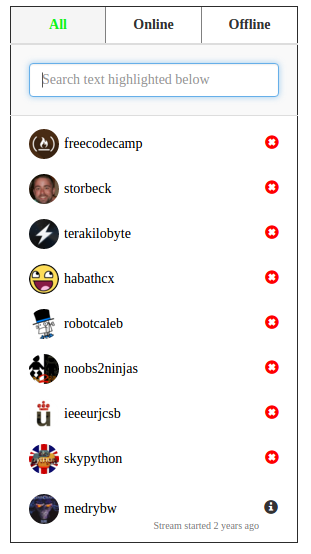 All Online Offline
Search text highlighted below
freecodecamp
storbeck
terakilobyte
habathcx
robotcaleb
noobs2ninjas
ieeeurjcsb
skypython
medrybw
Stream started 2 years ago